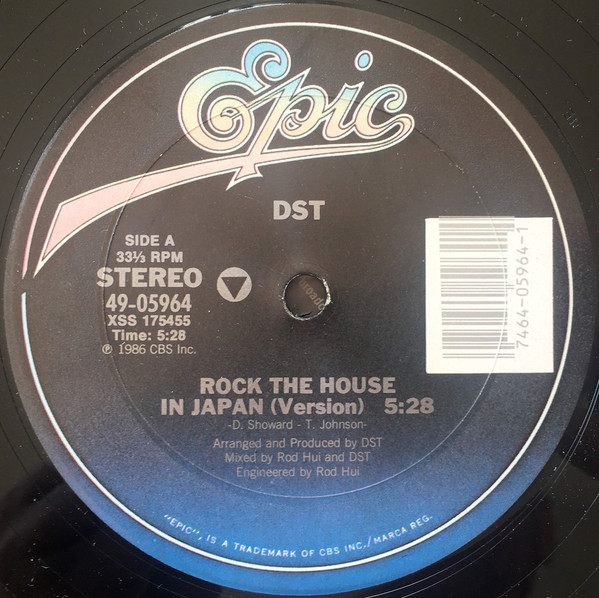 Epic
DST
SIDE A
33⅓ RPM
STEREO
49-05964
XSS 175455
Time: 5:28
℗ 1986 CBS Inc.
7464-05964-1
ROCK THE HOUSE
IN JAPAN (Version) 5:28
-D. Showard - T. Johnson-
Arranged and Produced by DST
Mixed by Rod Hui and DST
Engineered by Rod Hui
"EPIC", IS A TRADEMARK OF CBS INC./MARCA REG.